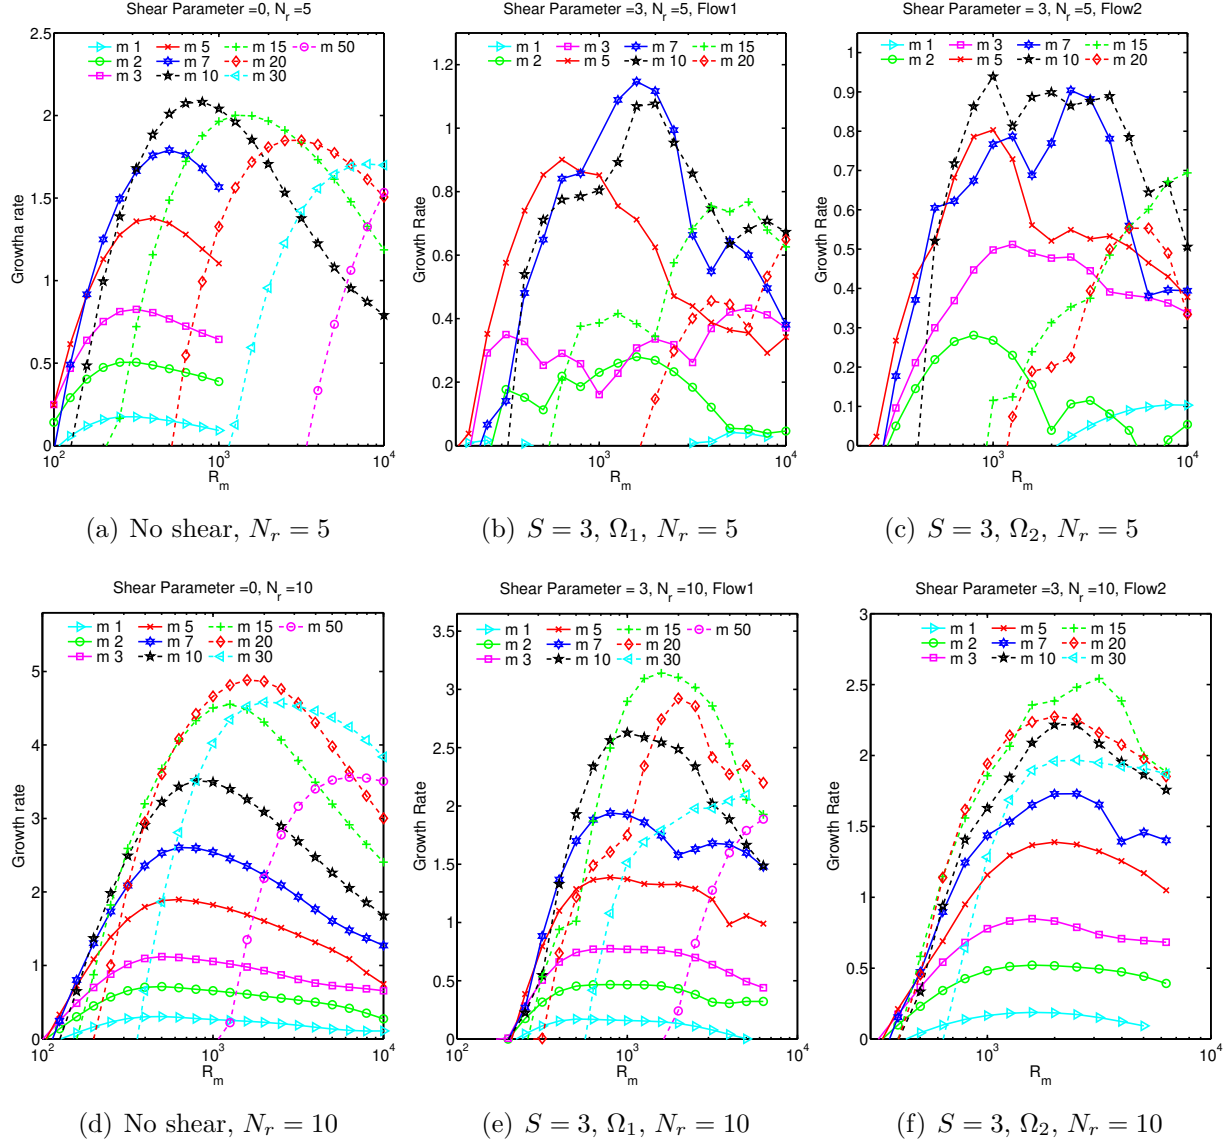 Shear Parameter =0, N_r =5
m 1 m 5 m 15 m 50
m 2 m 7 m 20
m 3 m 10 m 30
Growtha rate
2.5
2
1.5
1
0.5
0
10^2 10^3 10^4
R_m
(a) No shear, N_r = 5
Shear Parameter =3, N_r =5, Flow1
m 1 m 3 m 7 m 15
m 2 m 5 m 10 m 20
Growth Rate
1.2
1
0.8
0.6
0.4
0.2
0
10^3 10^4
R_m
(b) S = 3, Ω_1, N_r = 5
Shear Parameter = 3, N_r =5, Flow2
m 1 m 3 m 7 m 15
m 2 m 5 m 10 m 20
Growth Rate
1
0.9
0.8
0.7
0.6
0.5
0.4
0.3
0.2
0.1
0
10^3 10^4
R_m
(c) S = 3, Ω_2, N_r = 5
Shear Parameter =0, N_r =10
m 1 m 5 m 15 m 50
m 2 m 7 m 20
m 3 m 10 m 30
Growth rate
5
4
3
2
1
0
10^2 10^3 10^4
R_m
(d) No shear, N_r = 10
Shear Parameter = 3, N_r =10, Flow1
m 1 m 5 m 15 m 50
m 2 m 7 m 20
m 3 m 10 m 30
Growth Rate
3.5
3
2.5
2
1.5
1
0.5
0
10^2 10^3 10^4
R_m
(e) S = 3, Ω_1, N_r = 10
Shear Parameter =3, N_r =10, Flow2
m 1 m 5 m 15
m 2 m 7 m 20
m 3 m 10 m 30
Growth Rate
3
2.5
2
1.5
1
0.5
0
10^3 10^4
R_m
(f) S = 3, Ω_2, N_r = 10